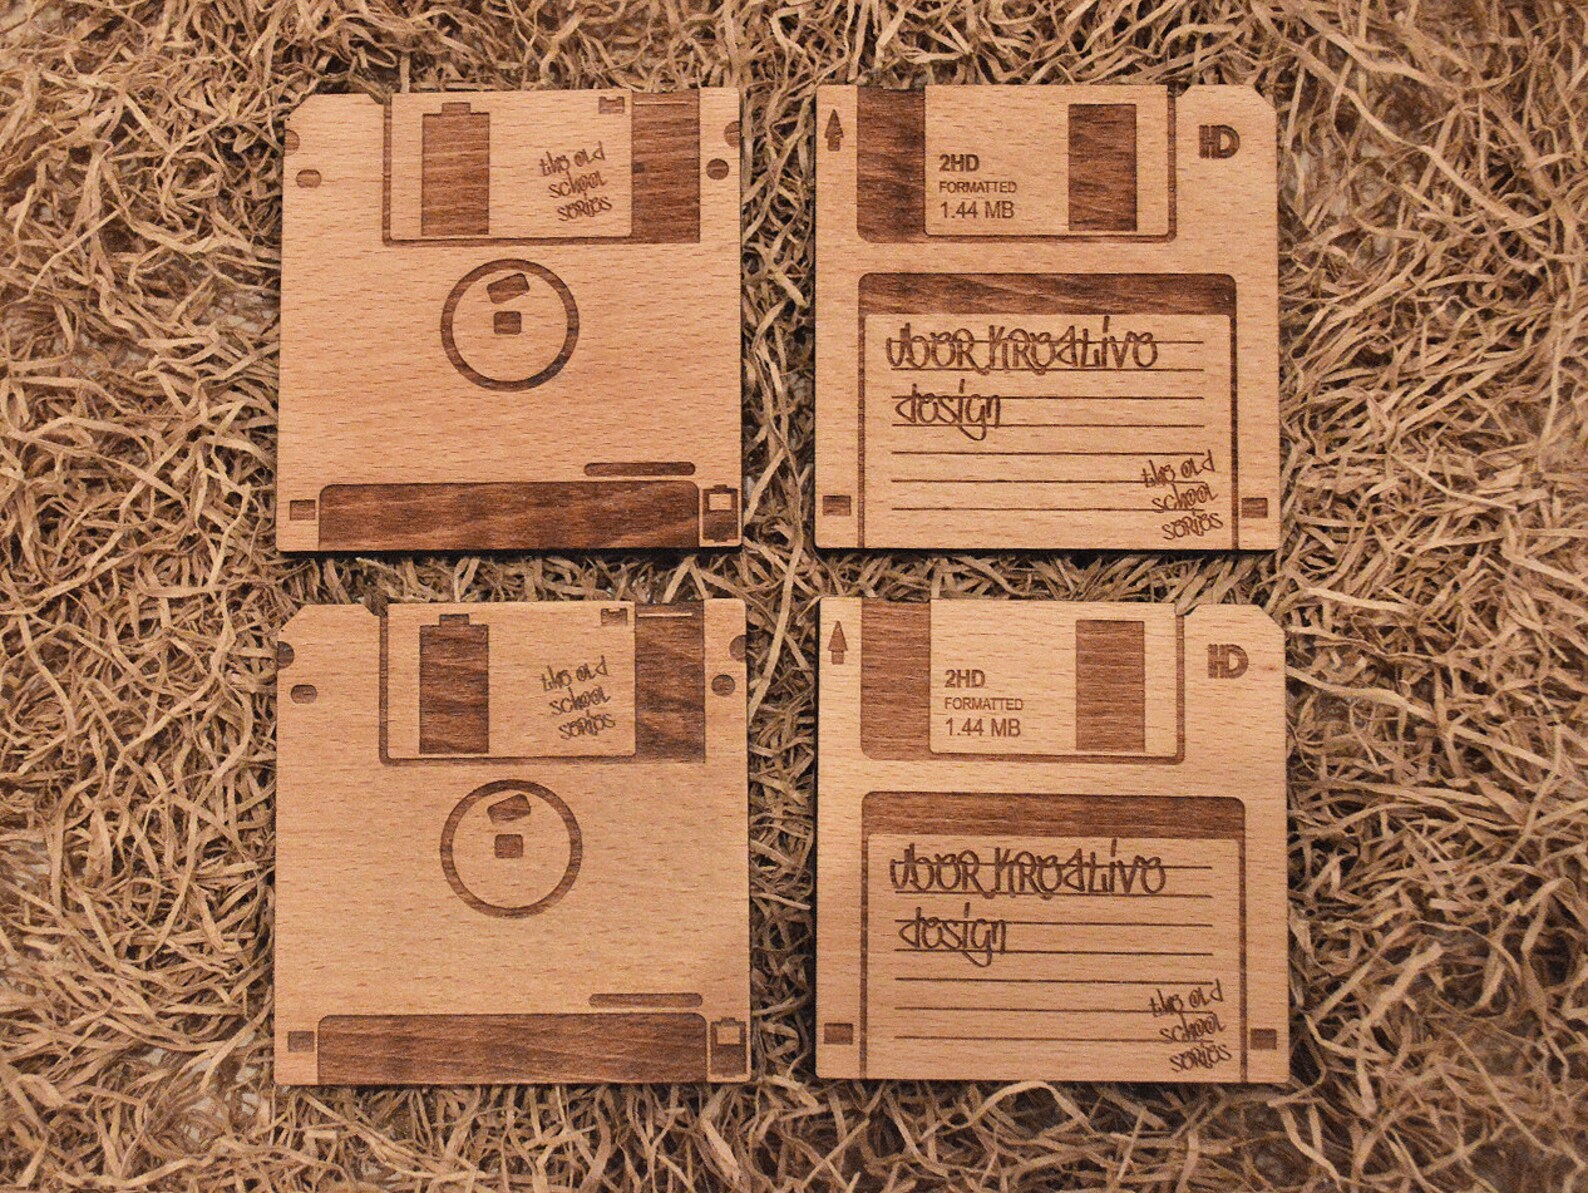 the old
school
series
2HD
FORMATTED
1.44 MB
HD
Uber Kreative
design
the old
school
series
the old
school
series
2HD
FORMATTED
1.44 MB
HD
Uber Kreative
design
the old
school
series